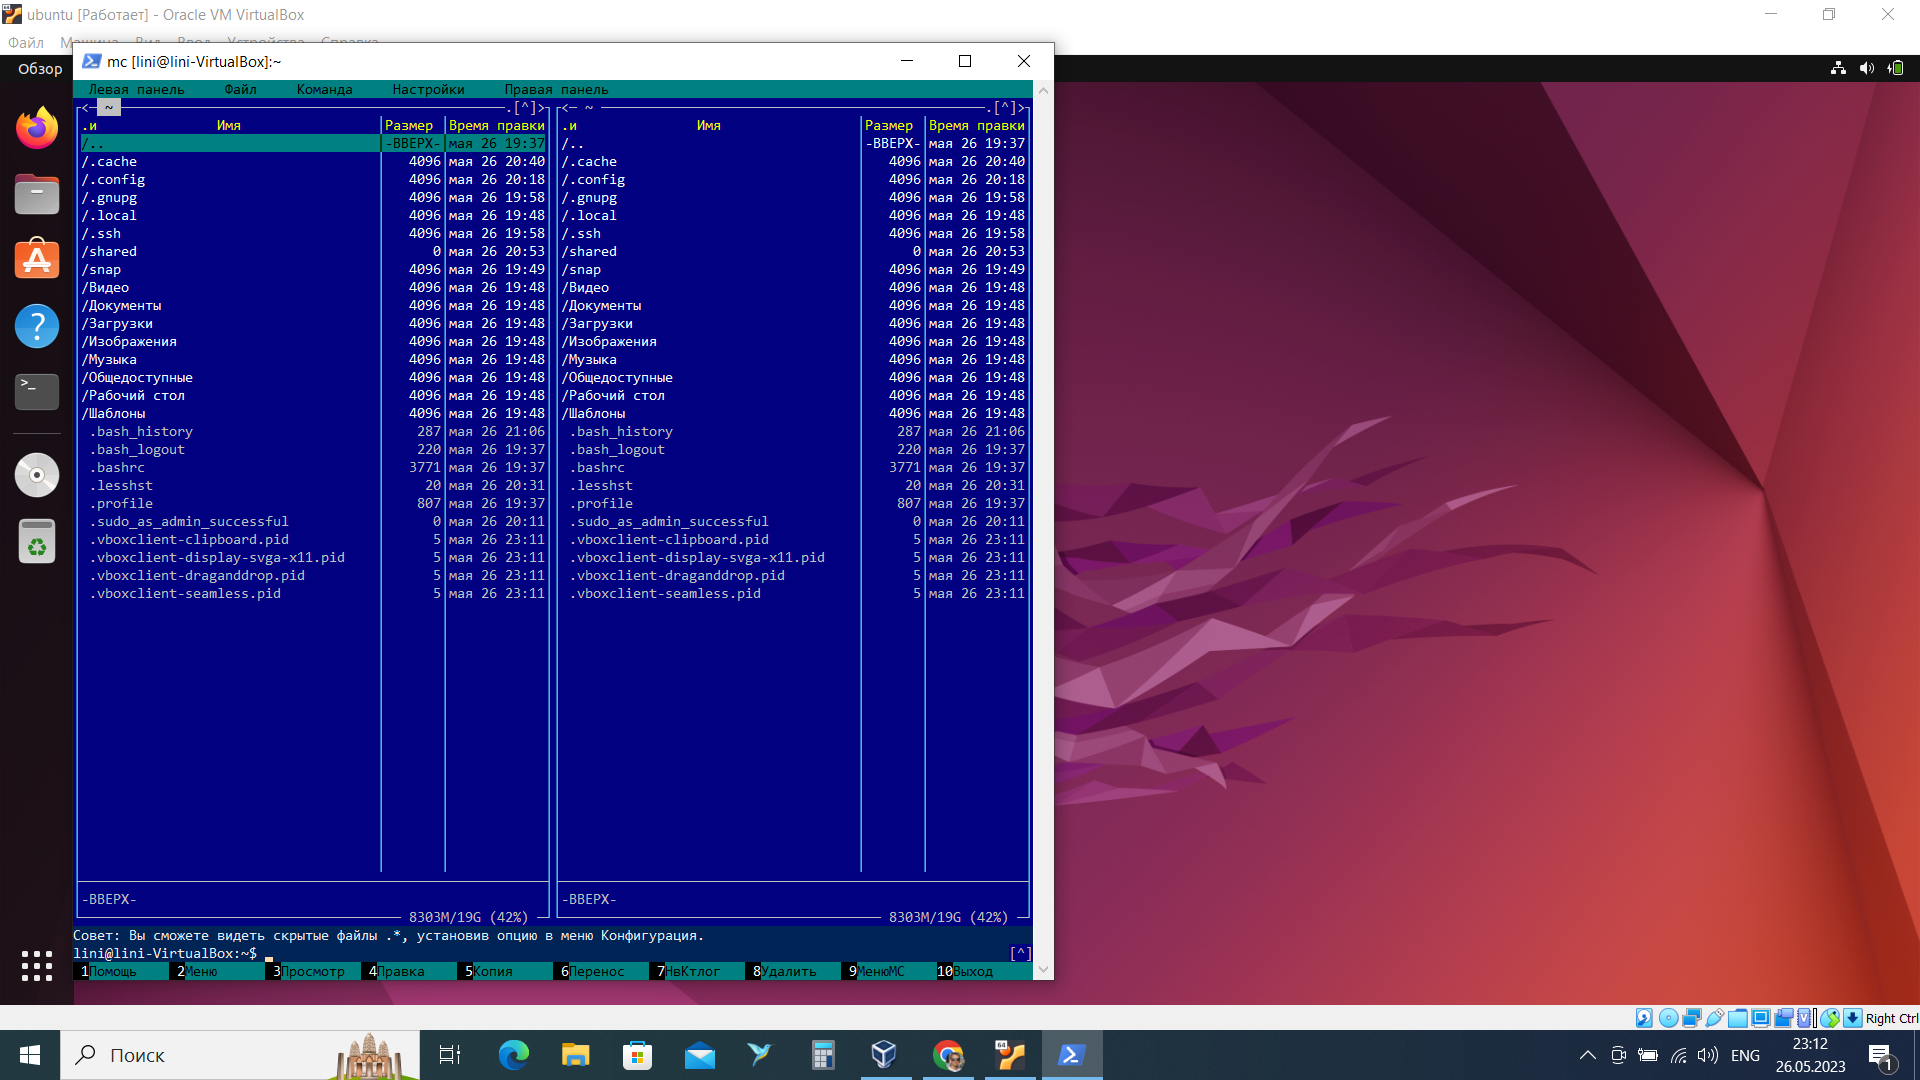 ubuntu [Работает] - Oracle VM VirtualBox
Файл Машина Вид Ввод Устройства Справка
Обзор
mc [lini@lini-VirtualBox]:~
Левая панель Файл Команда Настройки Правая панель
<─ ~ .[^]> <─ ~ .[^]>
.и Имя Размер Время правки .и Имя Размер Время правки
/.. -ВВЕРХ- мая 26 19:37 /.. -ВВЕРХ- мая 26 19:37
/.cache 4096 мая 26 20:40 /.cache 4096 мая 26 20:40
/.config 4096 мая 26 20:18 /.config 4096 мая 26 20:18
/.gnupg 4096 мая 26 19:58 /.gnupg 4096 мая 26 19:58
/.local 4096 мая 26 19:48 /.local 4096 мая 26 19:48
/.ssh 4096 мая 26 19:58 /.ssh 4096 мая 26 19:58
/shared 0 мая 26 20:53 /shared 0 мая 26 20:53
/snap 4096 мая 26 19:49 /snap 4096 мая 26 19:49
/Видео 4096 мая 26 19:48 /Видео 4096 мая 26 19:48
/Документы 4096 мая 26 19:48 /Документы 4096 мая 26 19:48
/Загрузки 4096 мая 26 19:48 /Загрузки 4096 мая 26 19:48
/Изображения 4096 мая 26 19:48 /Изображения 4096 мая 26 19:48
/Музыка 4096 мая 26 19:48 /Музыка 4096 мая 26 19:48
/Общедоступные 4096 мая 26 19:48 /Общедоступные 4096 мая 26 19:48
/Рабочий стол 4096 мая 26 19:48 /Рабочий стол 4096 мая 26 19:48
/Шаблоны 4096 мая 26 19:48 /Шаблоны 4096 мая 26 19:48
.bash_history 287 мая 26 21:06 .bash_history 287 мая 26 21:06
.bash_logout 220 мая 26 19:37 .bash_logout 220 мая 26 19:37
.bashrc 3771 мая 26 19:37 .bashrc 3771 мая 26 19:37
.lesshst 20 мая 26 20:31 .lesshst 20 мая 26 20:31
.profile 807 мая 26 19:37 .profile 807 мая 26 19:37
.sudo_as_admin_successful 0 мая 26 20:11 .sudo_as_admin_successful 0 мая 26 20:11
.vboxclient-clipboard.pid 5 мая 26 23:11 .vboxclient-clipboard.pid 5 мая 26 23:11
.vboxclient-display-svga-x11.pid 5 мая 26 23:11 .vboxclient-display-svga-x11.pid 5 мая 26 23:11
.vboxclient-draganddrop.pid 5 мая 26 23:11 .vboxclient-draganddrop.pid 5 мая 26 23:11
.vboxclient-seamless.pid 5 мая 26 23:11 .vboxclient-seamless.pid 5 мая 26 23:11
-ВВЕРХ- -ВВЕРХ-
8303M/19G (42%) 8303M/19G (42%)
Совет: Вы сможете видеть скрытые файлы .*, установив опцию в меню Конфигурация.
lini@lini-VirtualBox:~$ [^]
1Помощь 2Меню 3Просмотр 4Правка 5Копия 6Перенос 7НвКтлог 8Удалить 9МенюMC 10Выход
Right Ctrl
Поиск
64
ENG
23:12
26.05.2023
1